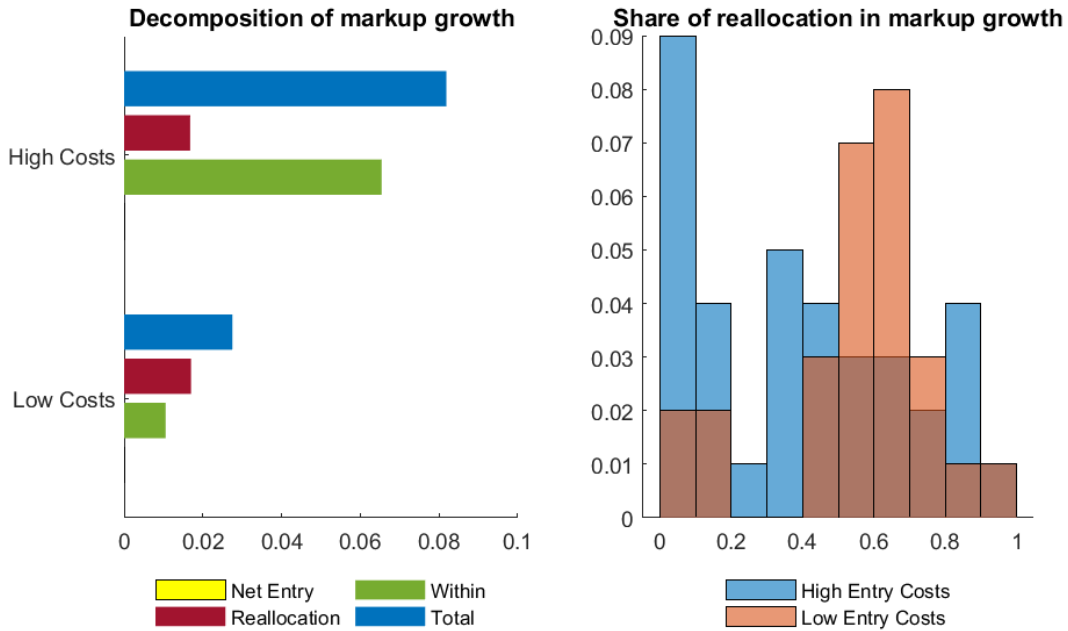 Decomposition of markup growth
High Costs
Low Costs
0 0.02 0.04 0.06 0.08 0.1
Net Entry Within
Reallocation Total
Share of reallocation in markup growth
0.09
0.08
0.07
0.06
0.05
0.04
0.03
0.02
0.01
0
0 0.2 0.4 0.6 0.8 1
High Entry Costs
Low Entry Costs